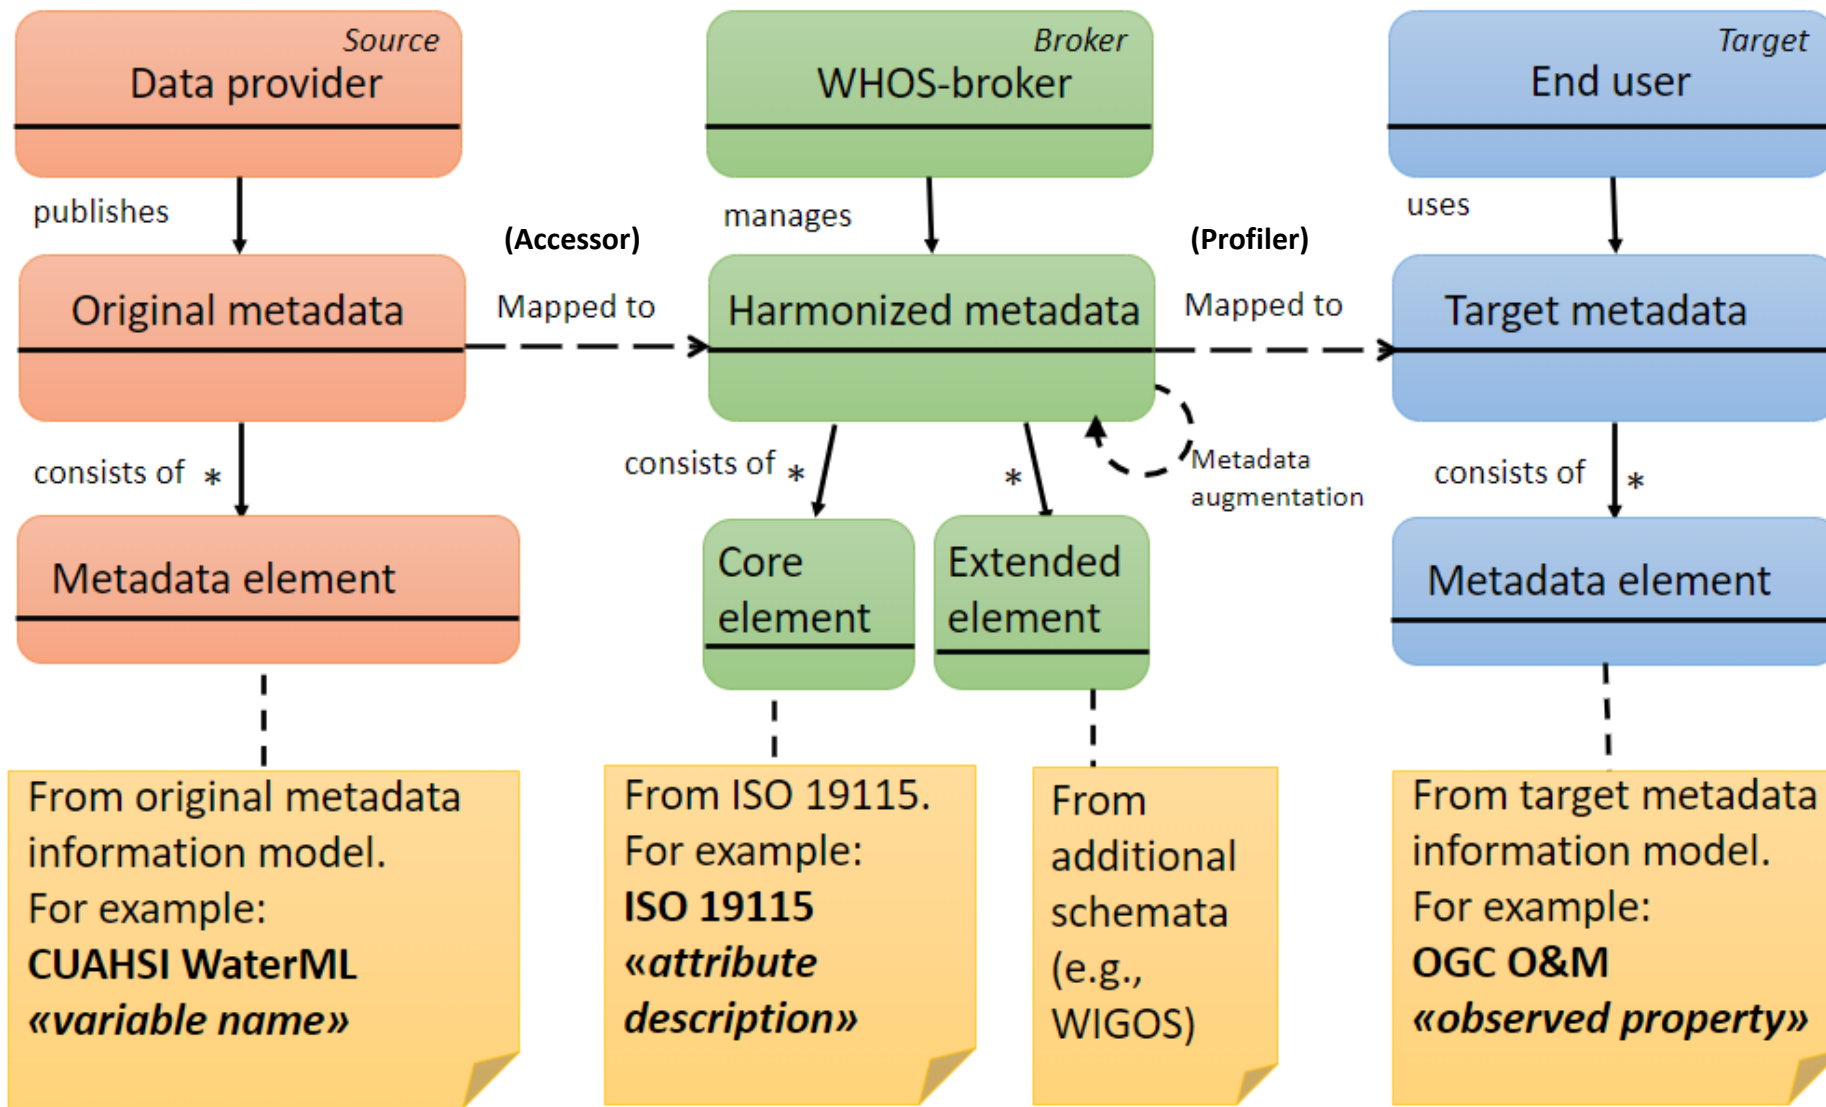 Source
Data provider
Broker
WHOS-broker
Target
End user
publishes
manages
uses
(Accessor)
(Profiler)
Original metadata
Mapped to
Harmonized metadata
Mapped to
Target metadata
consists of *
consists of *
*
Metadata
augmentation
consists of *
Metadata element
Core
element
Extended
element
Metadata element
From original metadata
information model.
For example:
CUAHSI WaterML
«variable name»
From ISO 19115.
For example:
ISO 19115
«attribute
description»
From
additional
schemata
(e.g.,
WIGOS)
From target metadata
information model.
For example:
OGC O&M
«observed property»